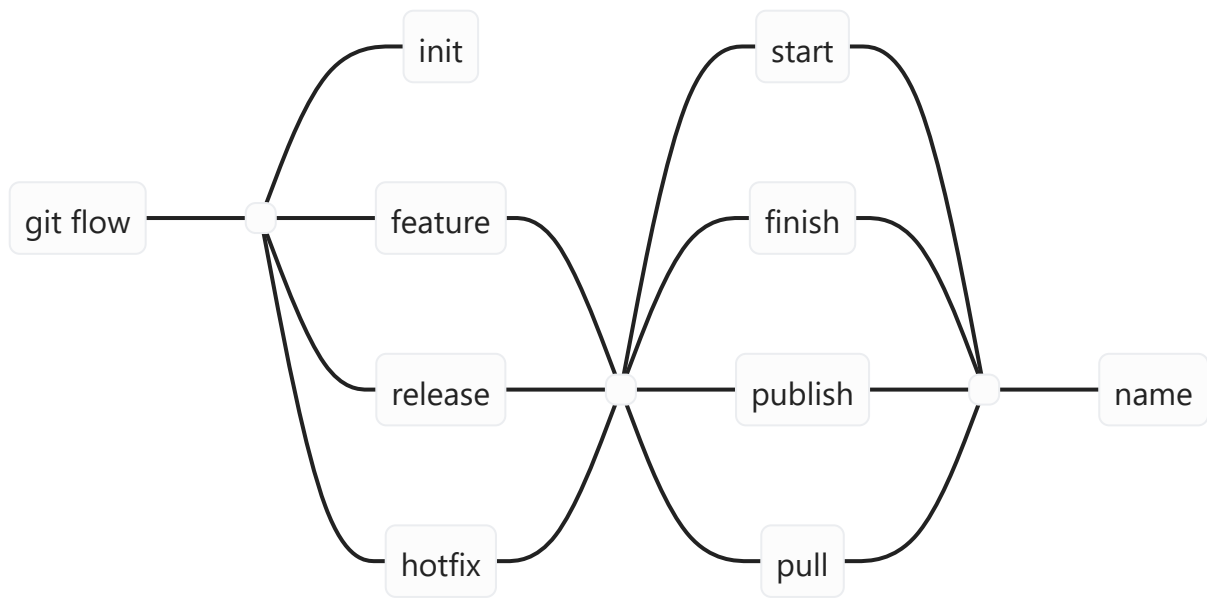 git flow
init
feature
release
hotfix
start
finish
publish
pull
name